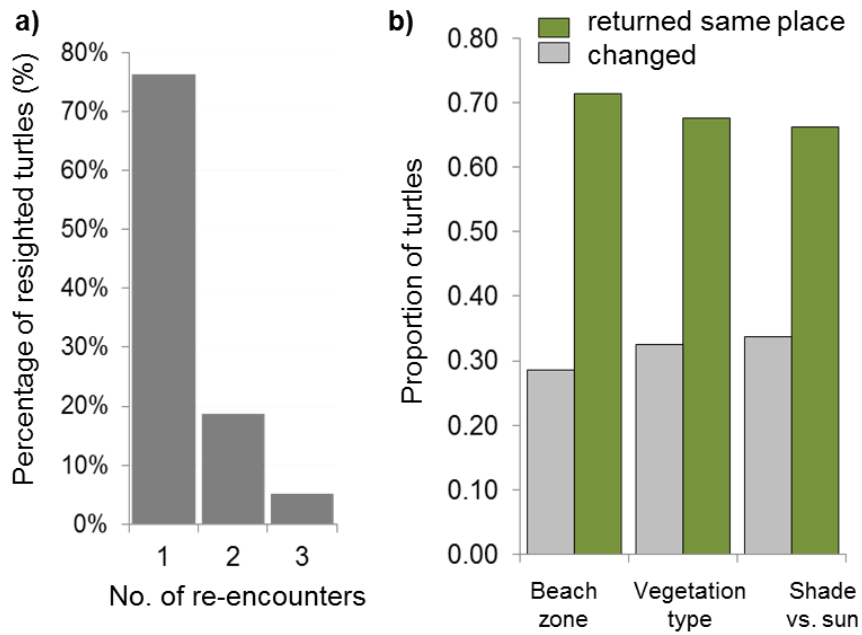 a)
Percentage of resighted turtles (%)
80%
70%
60%
50%
40%
30%
20%
10%
0%
1 2 3
No. of re-encounters
b)
returned same place
changed
Proportion of turtles
0.80
0.70
0.60
0.50
0.40
0.30
0.20
0.10
0.00
Beach
zone
Vegetation
type
Shade
vs. sun